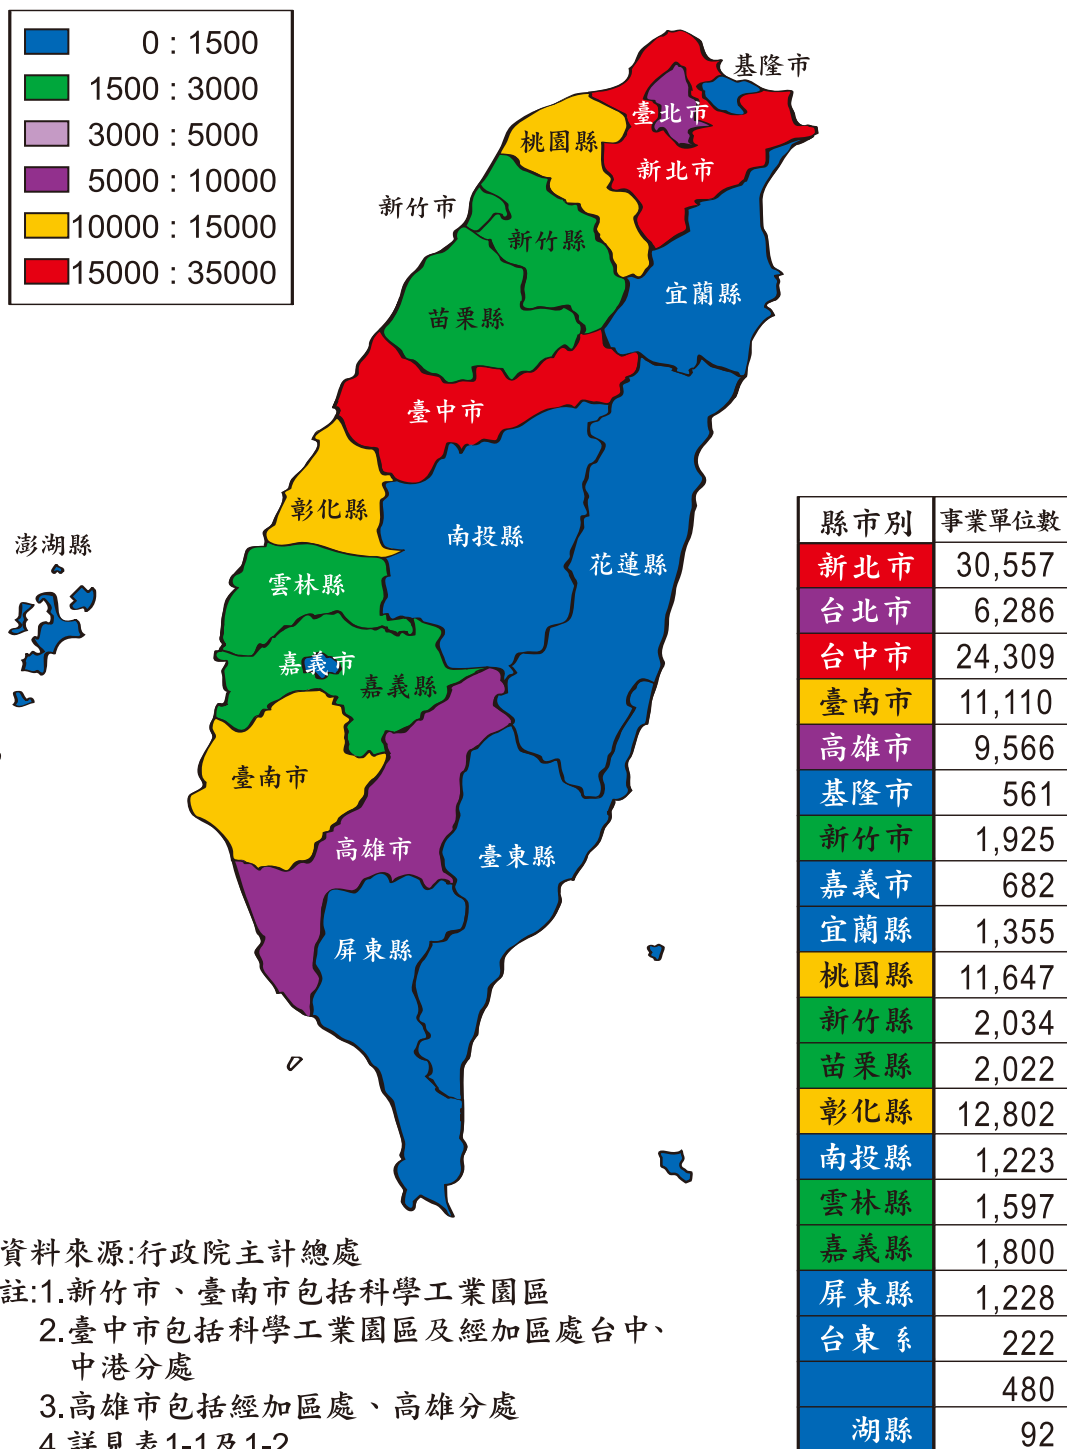 0 : 1500
1500 : 3000
3000 : 5000
5000 : 10000
10000 : 15000
15000 : 35000
基隆市
臺北市
桃園縣
新北市
新竹市
新竹縣
宜蘭縣
苗栗縣
臺中市
彰化縣
南投縣
澎湖縣
花蓮縣
雲林縣
嘉義市
嘉義縣
臺南市
高雄市
臺東縣
屏東縣
縣市別 事業單位數
新北市 30,557
台北市 6,286
台中市 24,309
臺南市 11,110
高雄市 9,566
基隆市 561
新竹市 1,925
嘉義市 682
宜蘭縣 1,355
桃園縣 11,647
新竹縣 2,034
苗栗縣 2,022
彰化縣 12,802
南投縣 1,223
雲林縣 1,597
嘉義縣 1,800
屏東縣 1,228
台東 222
480
湖縣 92
資料來源:行政院主計總處
註:1.新竹市、臺南市包括科學工業園區
2.臺中市包括科學工業園區及經加區處台中、
中港分處
3.高雄市包括經加區處、高雄分處
4.詳見表1-1及1-2